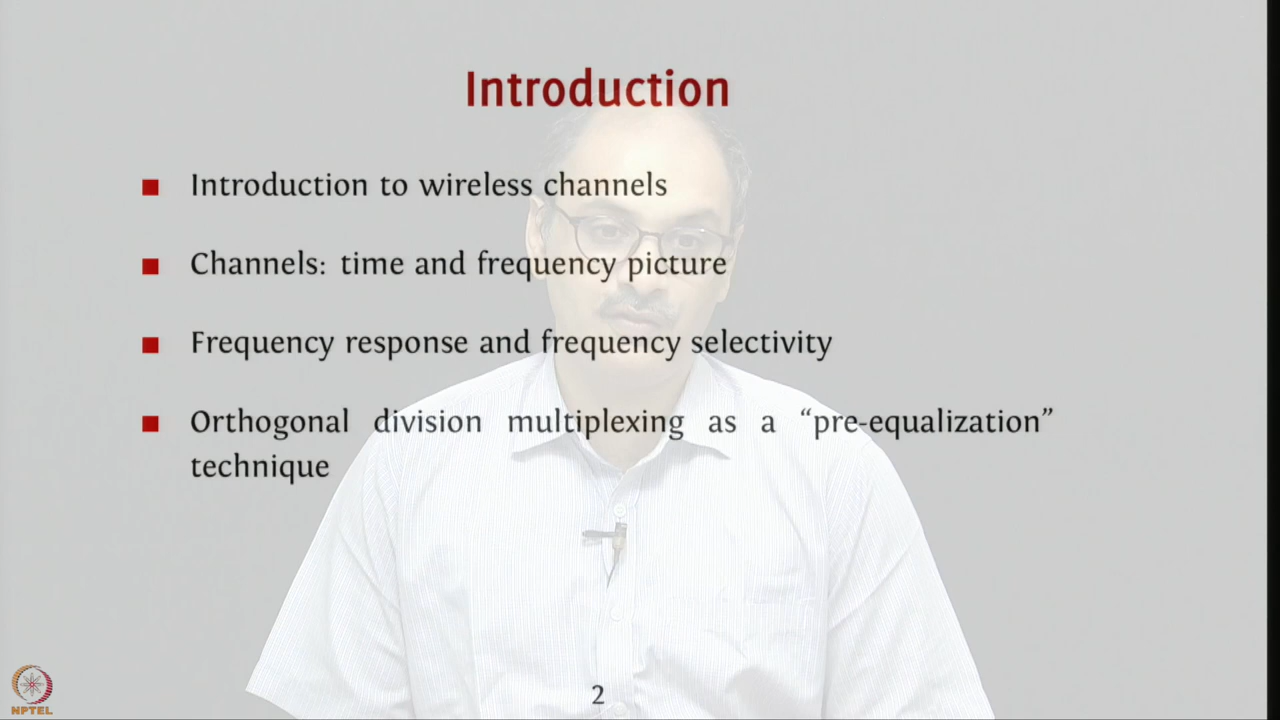 Introduction
Introduction to wireless channels
Channels: time and frequency picture
Frequency response and frequency selectivity
Orthogonal division multiplexing as a “pre-equalization”
technique
2
NPTEL